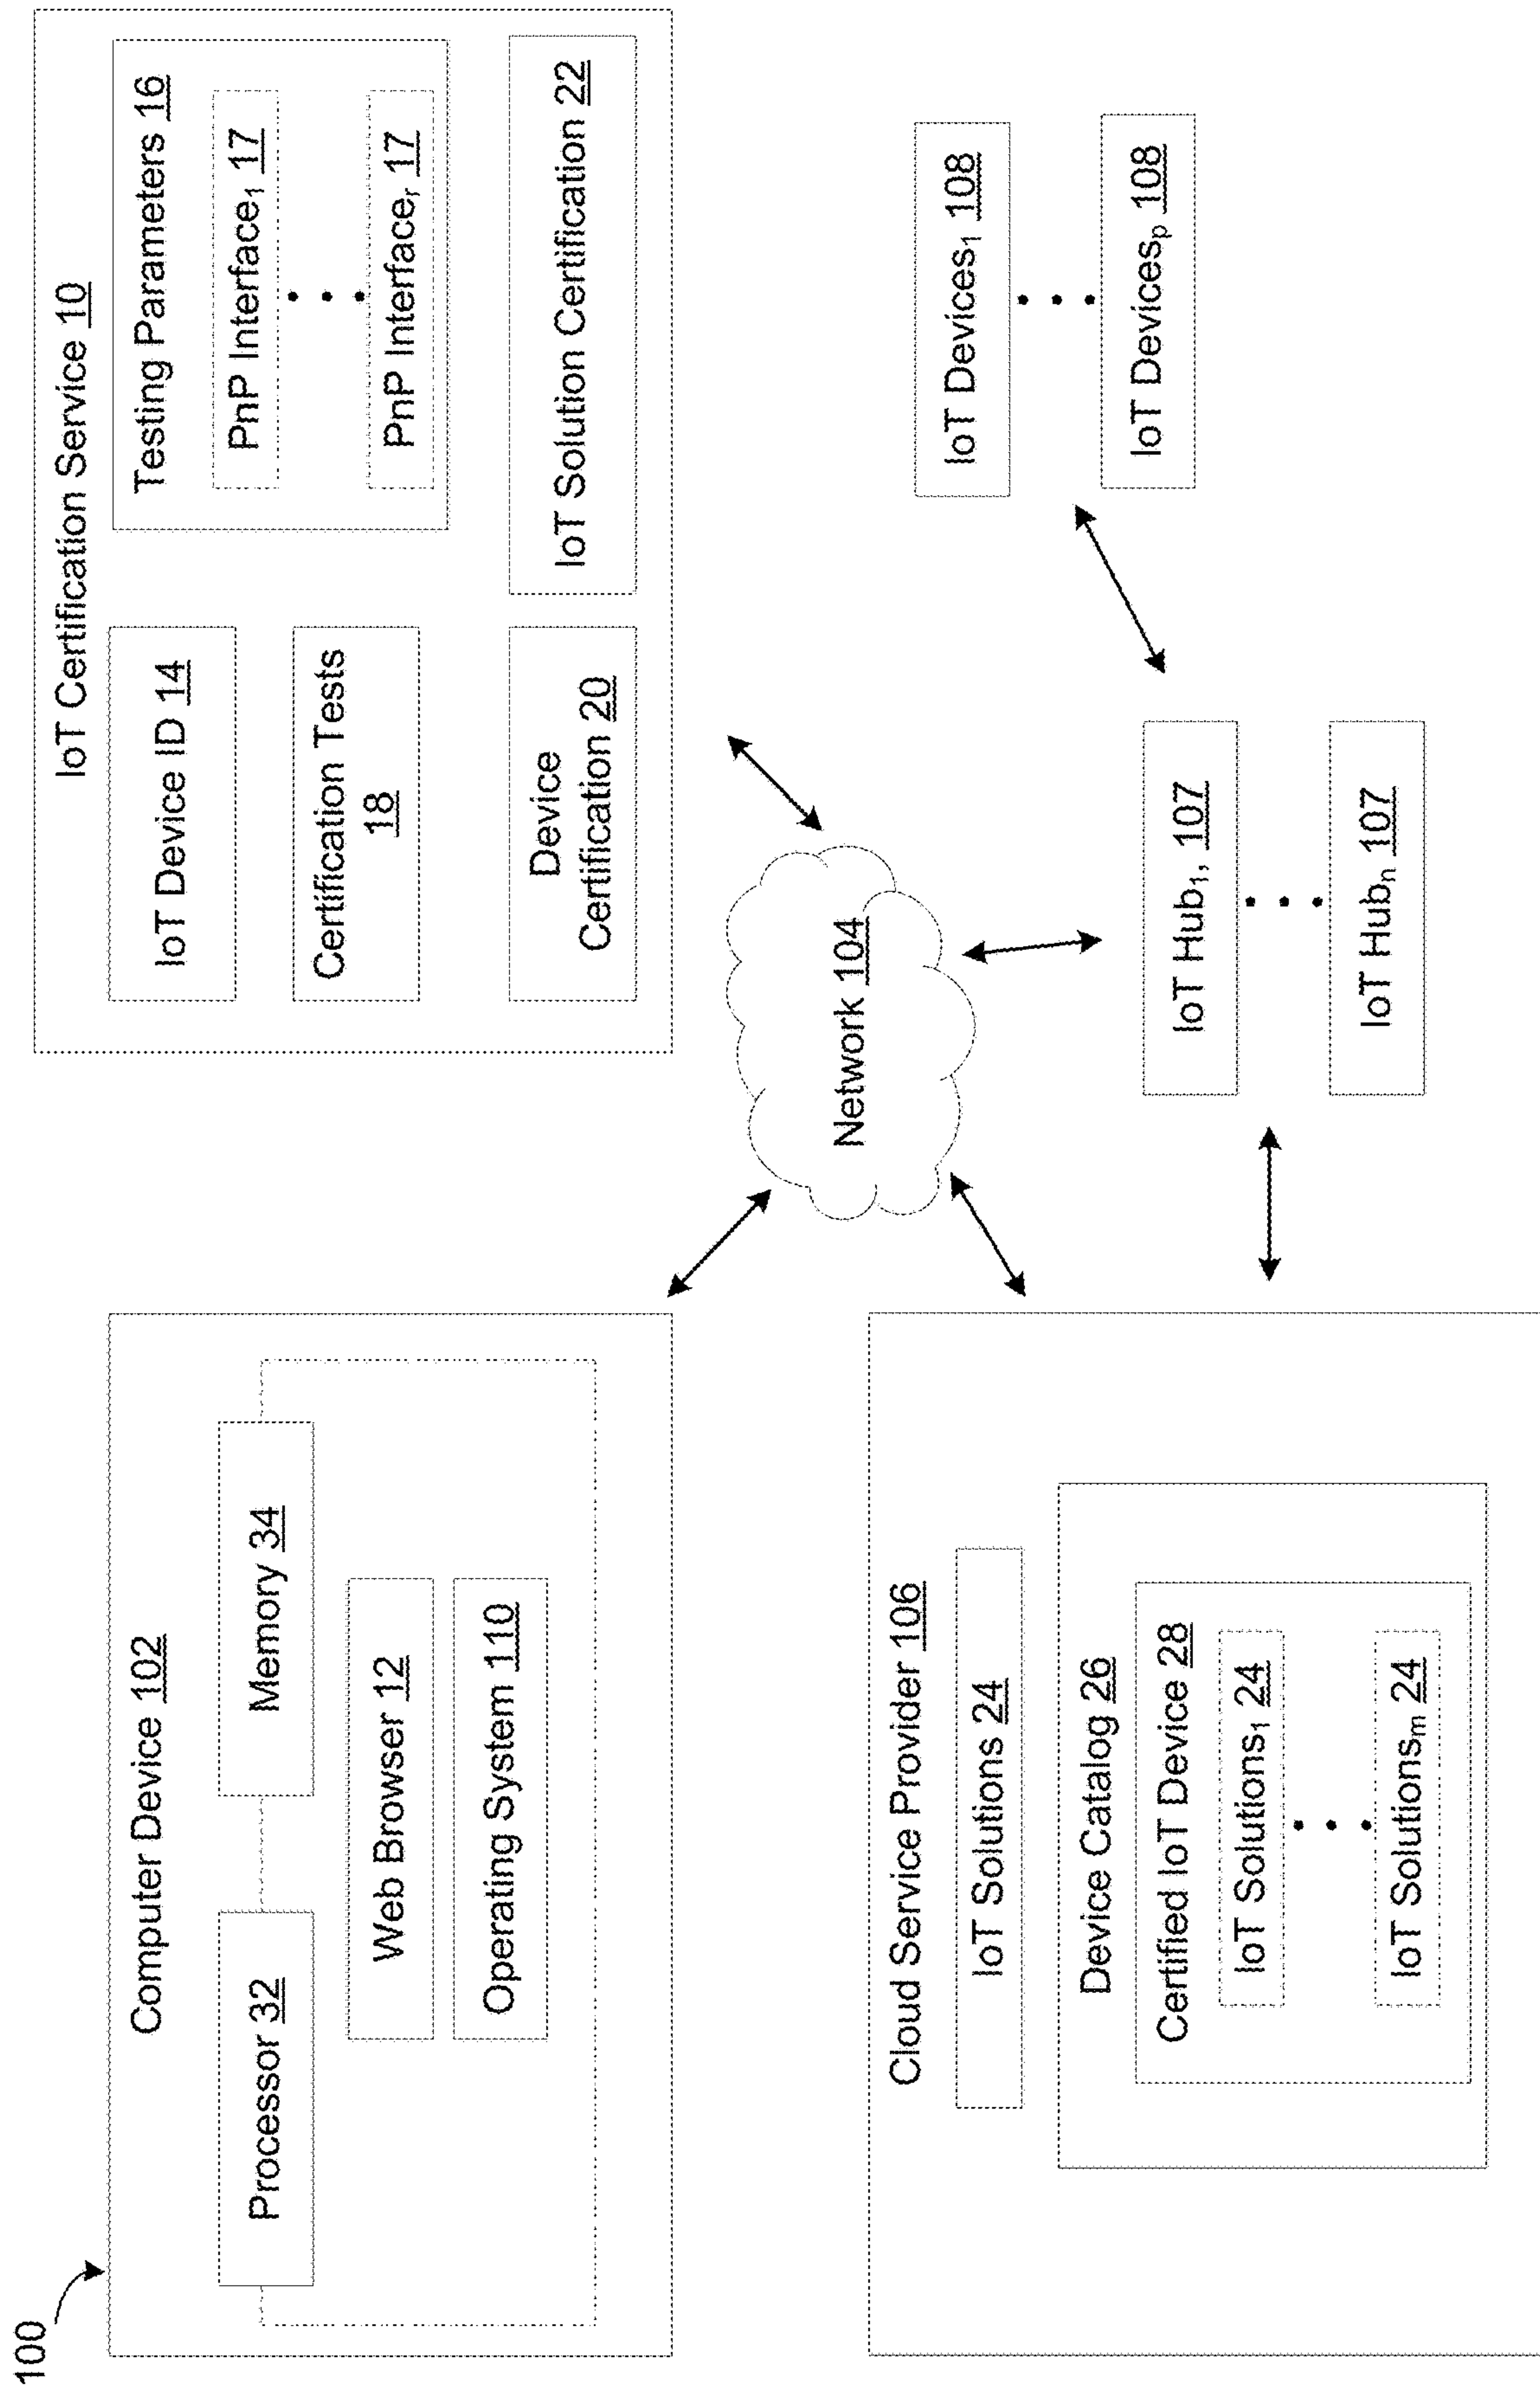 100
Computer Device 102
Processor 32
Memory 34
Web Browser 12
Operating System 110
IoT Certification Service 10
IoT Device ID 14
Testing Parameters 16
PnP Interface₁ 17
PnP Interfaceᵣ 17
Certification Tests
18
Device
Certification 20
IoT Solution Certification 22
Network 104
Cloud Service Provider 106
IoT Solutions 24
Device Catalog 26
Certified IoT Device 28
IoT Solutions₁ 24
IoT Solutionsₘ 24
IoT Hub₁, 107
IoT Hubₙ 107
IoT Devices₁ 108
IoT Devicesₚ 108